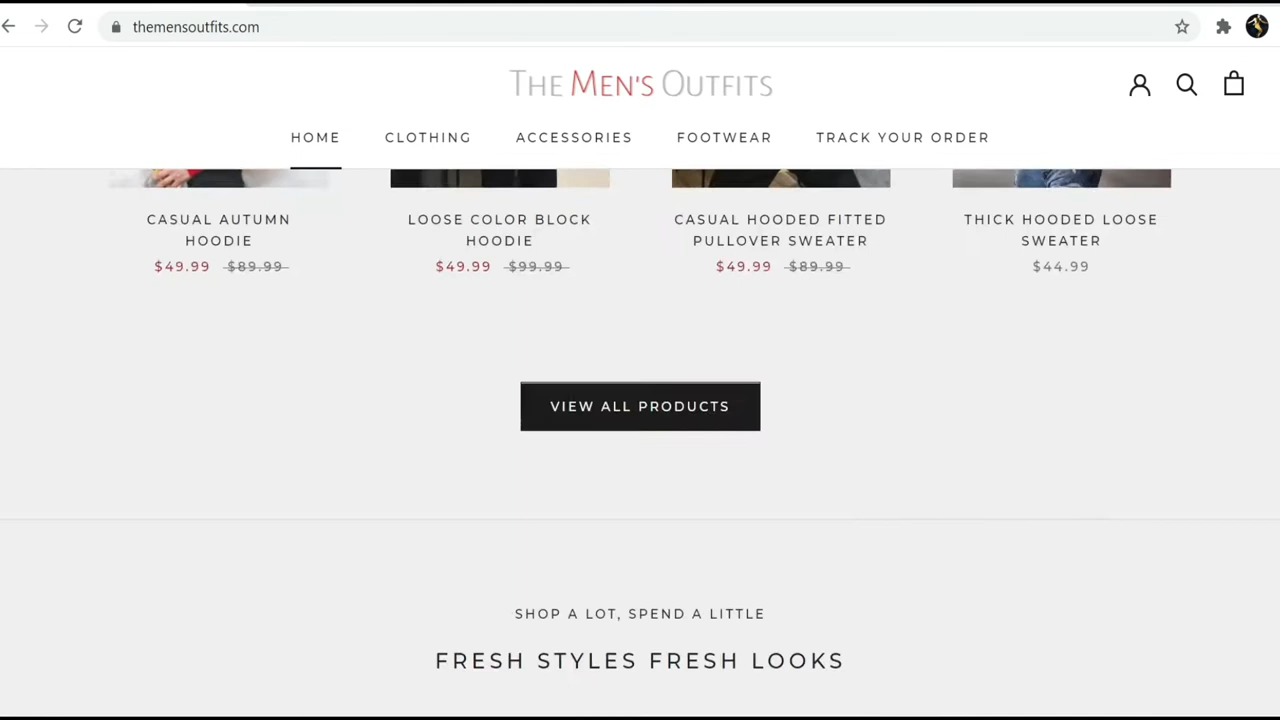 themensoutfits.com
THE MEN'S OUTFITS
HOME CLOTHING ACCESSORIES FOOTWEAR TRACK YOUR ORDER
CASUAL AUTUMN
HOODIE
$49.99 $89.99
LOOSE COLOR BLOCK
HOODIE
$49.99 $99.99
CASUAL HOODED FITTED
PULLOVER SWEATER
$49.99 $89.99
THICK HOODED LOOSE
SWEATER
$44.99
VIEW ALL PRODUCTS
SHOP A LOT, SPEND A LITTLE
FRESH STYLES FRESH LOOKS